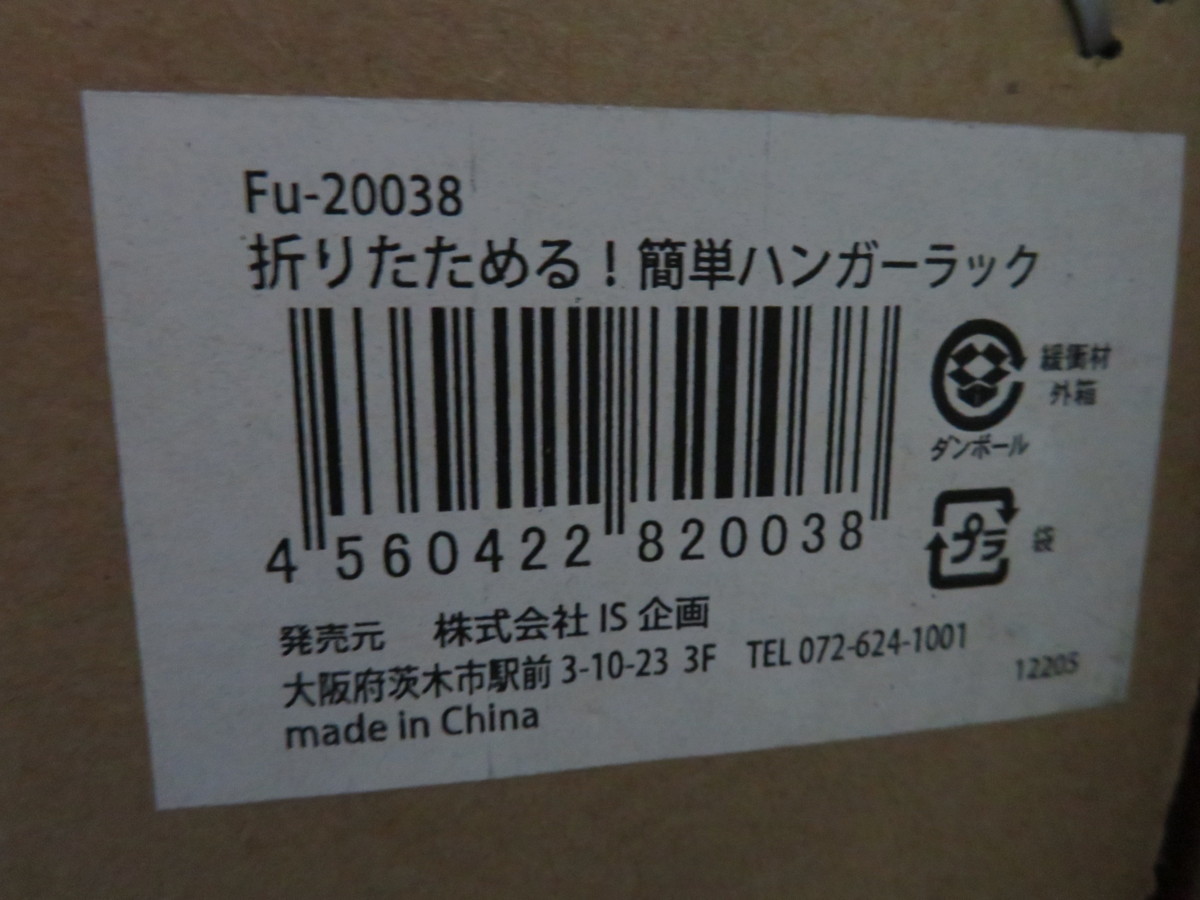 Fu-20038
折りたためる！簡単ハンガーラック
緩衝材
外箱
ダンボール
4 560422 820038
プラ
袋
発売元 株式会社 IS 企画
大阪府茨木市駅前 3-10-23 3F TEL 072-624-1001
12205
made in China